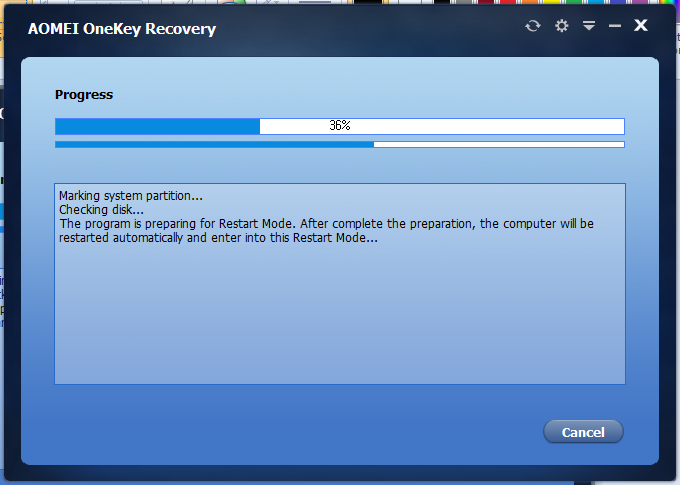 AOMEI OneKey Recovery
Progress
36%
Marking system partition...
Checking disk...
The program is preparing for Restart Mode. After complete the preparation, the computer will be
restarted automatically and enter into this Restart Mode...
Cancel